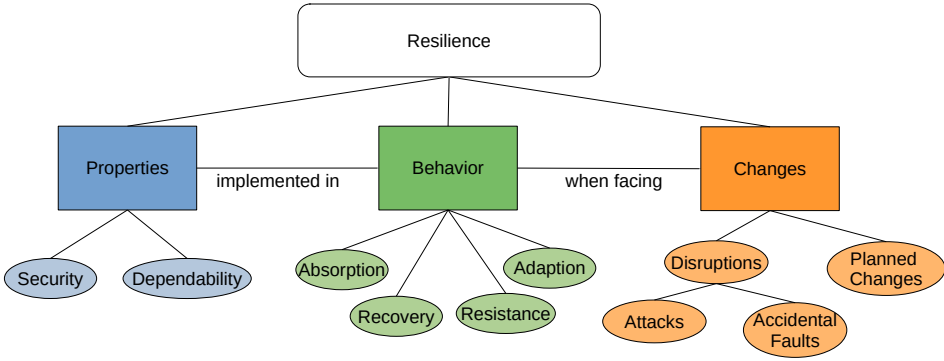 Resilience
Properties
implemented in
Behavior
when facing
Changes
Security
Dependability
Absorption
Recovery
Resistance
Adaption
Disruptions
Planned
Changes
Attacks
Accidental
Faults